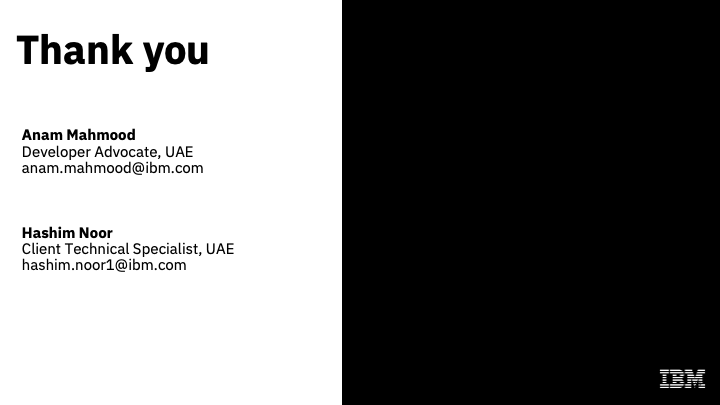 Thank you
Anam Mahmood
Developer Advocate, UAE
anam.mahmood@ibm.com
Hashim Noor
Client Technical Specialist, UAE
hashim.noor1@ibm.com
IBM